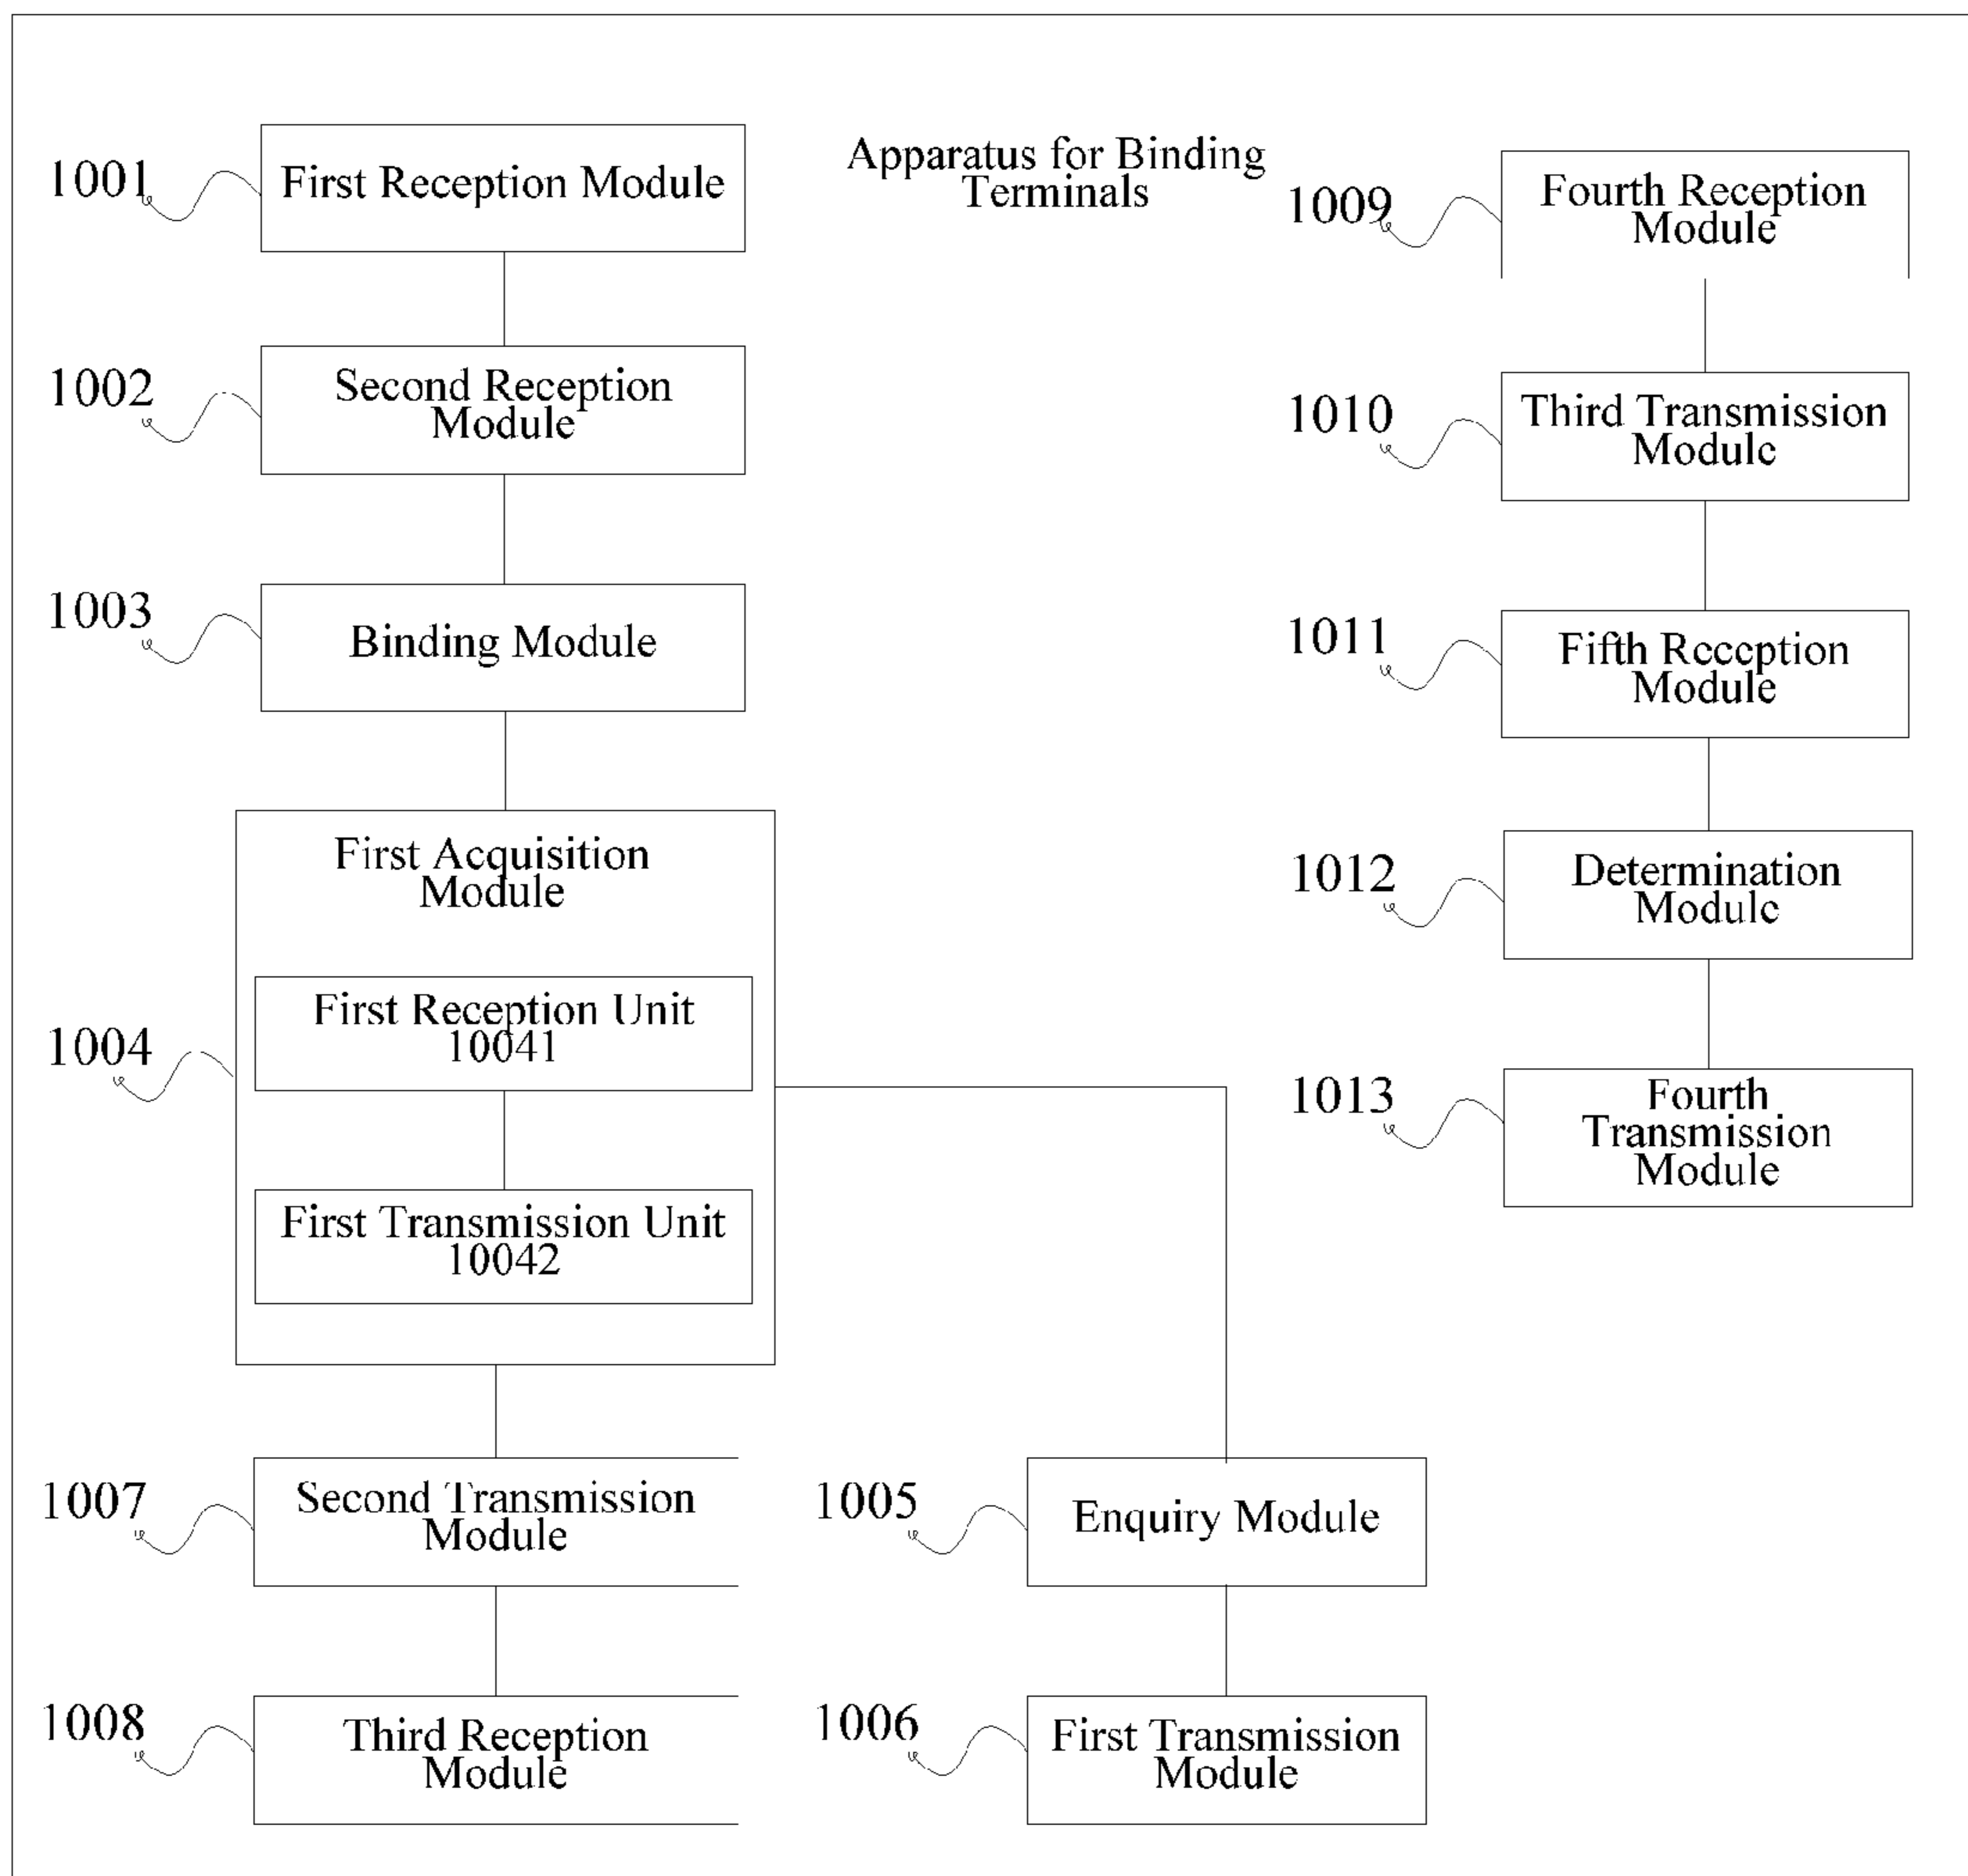 1001
First Reception Module
Apparatus for Binding
Terminals
1009
Fourth Reception
Module
1002
Second Reception
Module
1010
Third Transmission
Module
1003
Binding Module
1011
Fifth Reception
Module
First Acquisition
Module
1012
Determination
Module
1004
First Reception Unit
10041
1013
Fourth
Transmission
Module
First Transmission Unit
10042
1007
Second Transmission
Module
1005
Enquiry Module
1008
Third Reception
Module
1006
First Transmission
Module